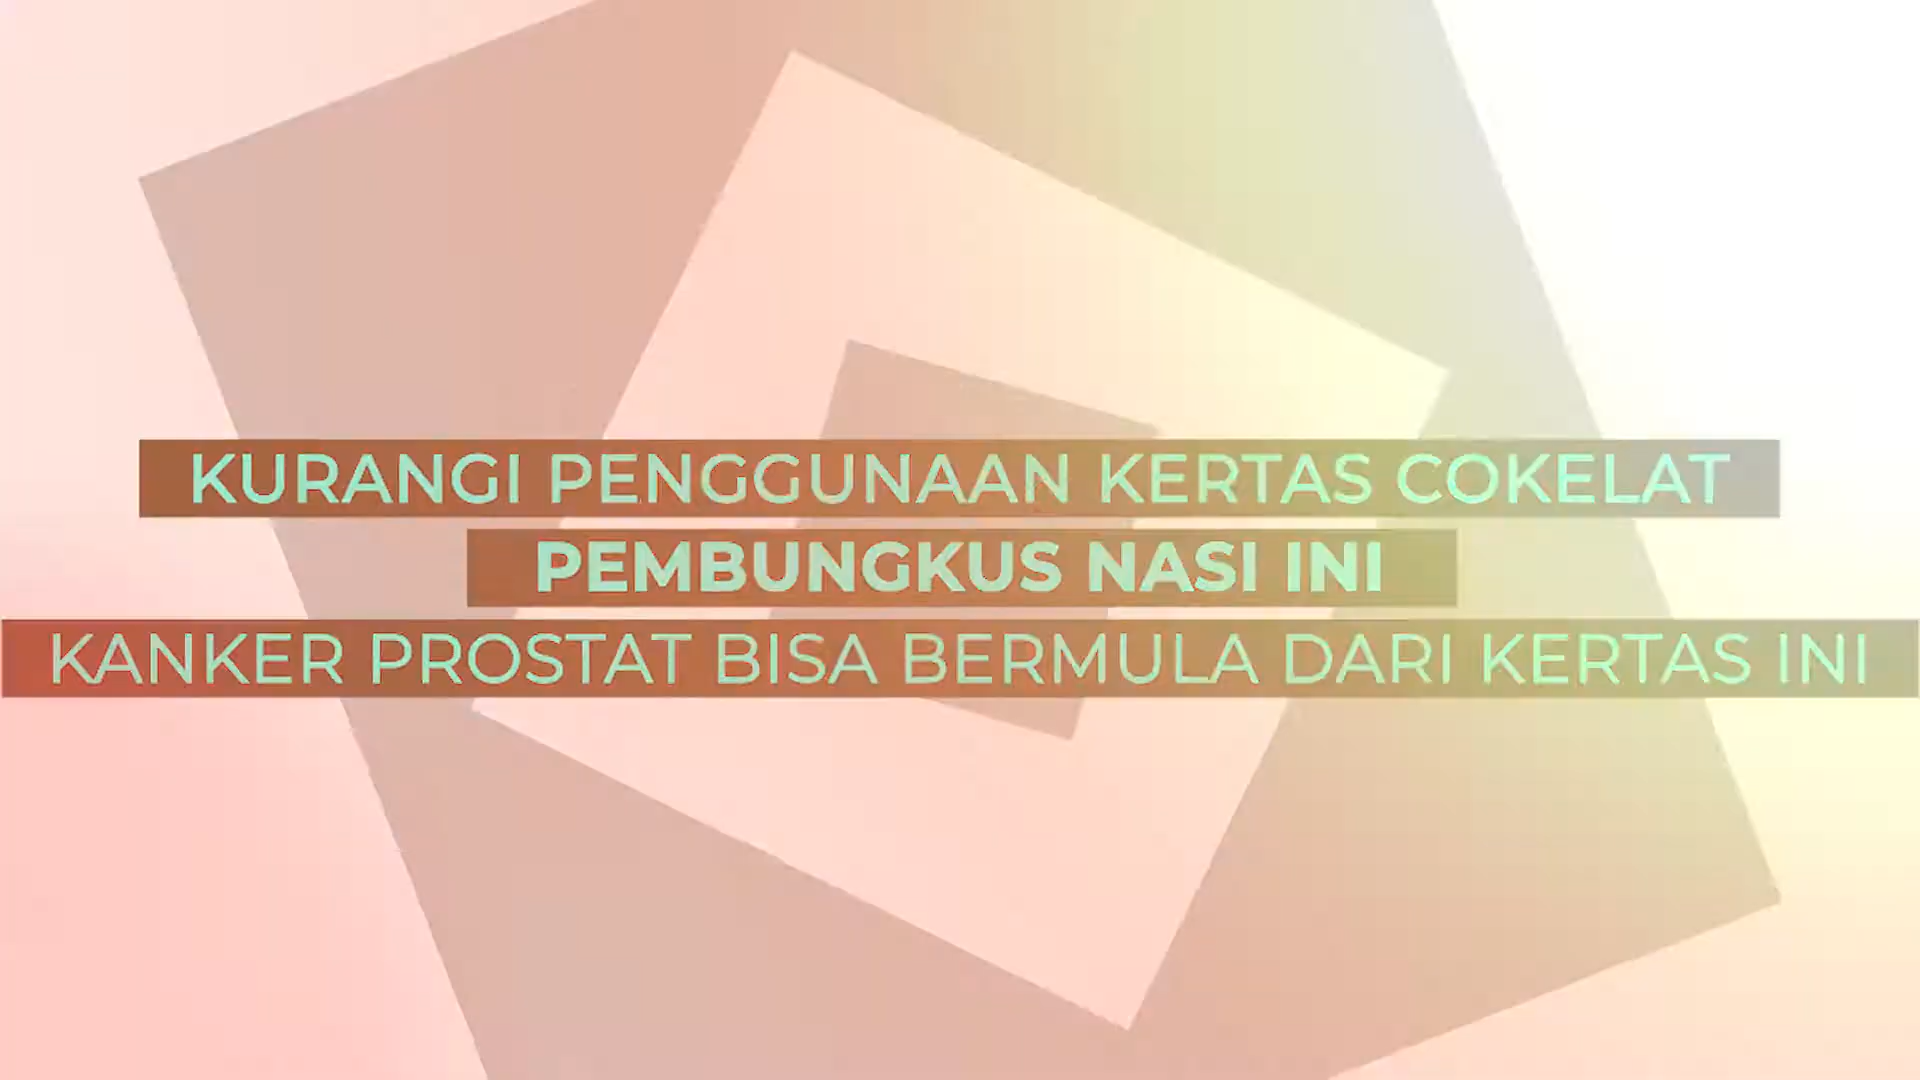 KURANGI PENGGUNAAN KERTAS COKELAT
PEMBUNGKUS NASI INI
KANKER PROSTAT BISA BERMULA DARI KERTAS INI